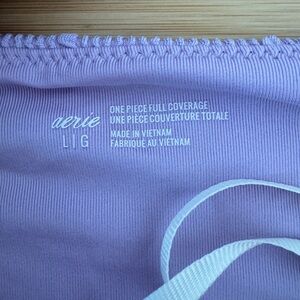 aerie
L | G
ONE PIECE FULL COVERAGE
UNE PIÈCE COUVERTURE TOTALE
MADE IN VIETNAM
FABRIQUÉ AU VIETNAM